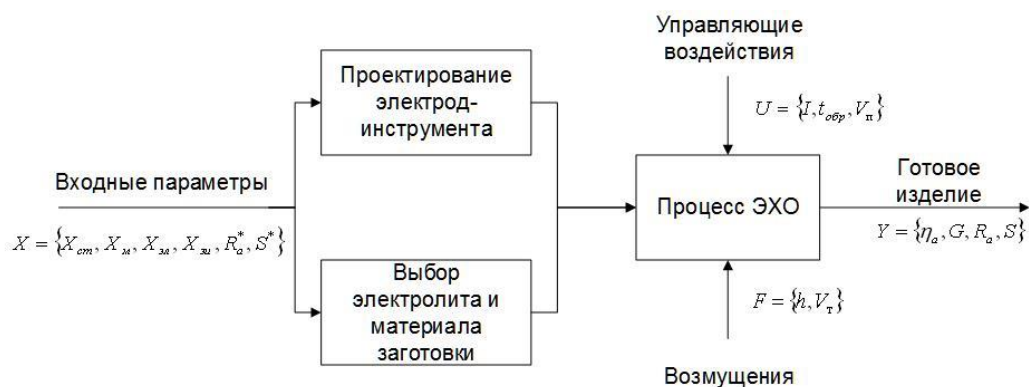 Управляющие
воздействия
U = {I, t_обр, V_п}
Проектирование
электрод-
инструмента
Входные параметры
X = {X_ст, X_м, X_эл, X_эи, R_a^*, S^*}
Процесс ЭХО
Готовое
изделие
Y = {η_a, G, R_a, S}
Выбор
электролита и
материала
заготовки
F = {h, V_т}
Возмущения